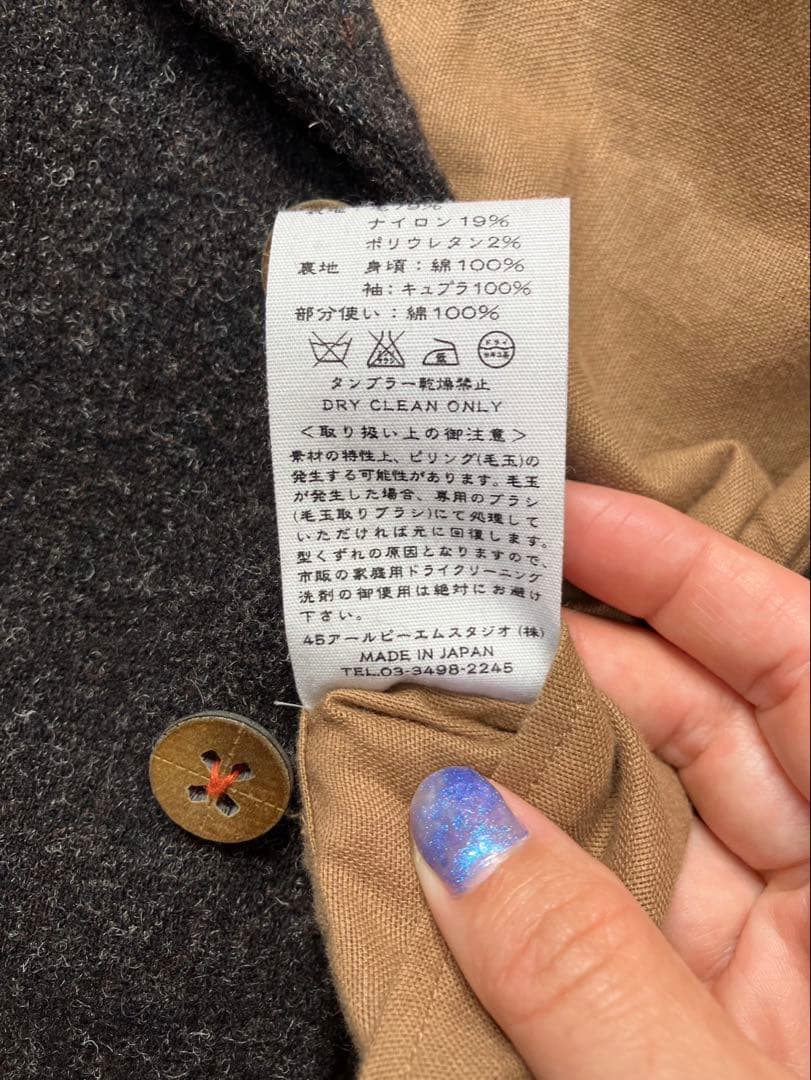 ナイロン19%
ポリウレタン2%
裏地 身頃：綿100%
袖：キュプラ100%
部分使い：綿100%
低
ドライ
タンブラー乾燥禁止
DRY CLEAN ONLY
＜取り扱い上の御注意＞
素材の特性上、ピリング(毛玉)の
発生する可能性があります。毛玉
が発生した場合、専用のブラシ
(毛玉取りブラシ)にて処理して
いただければ元に回復します。
型くずれの原因となりますので、
市販の家庭用ドライクリーニング
洗剤の御使用は絶対にお避け
下さい。
45アールピーエムスタジオ(株)
MADE IN JAPAN
TEL.03-3498-2245